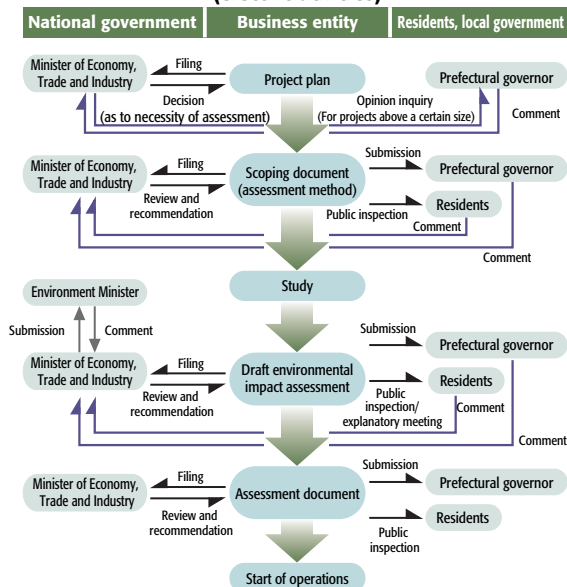 National government
Business entity
Residents, local government
Minister of Economy,
Trade and Industry
Filing
Decision
(as to necessity of assessment)
Project plan
Opinion inquiry
(For projects above a certain size)
Prefectural governor
Comment
Minister of Economy,
Trade and Industry
Filing
Review and
recommendation
Scoping document
(assessment method)
Submission
Prefectural governor
Public inspection
Residents
Comment
Comment
Study
Environment Minister
Submission
Comment
Minister of Economy,
Trade and Industry
Filing
Review and
recommendation
Draft environmental
impact assessment
Submission
Prefectural governor
Public
inspection/
explanatory meeting
Residents
Comment
Comment
Minister of Economy,
Trade and Industry
Filing
Review and
recommendation
Assessment document
Submission
Prefectural governor
Public
inspection
Residents
Start of operations